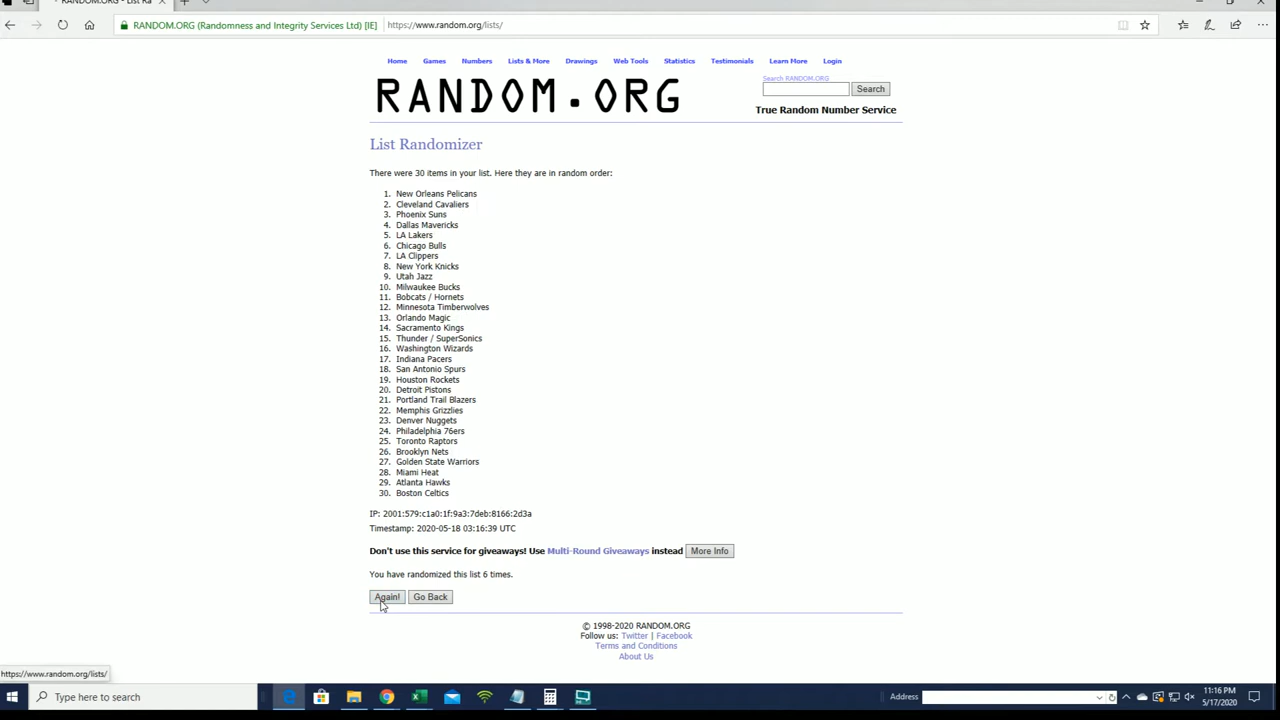 RANDOM.ORG - List Ra
RANDOM.ORG (Randomness and Integrity Services Ltd) [IE]
https://www.random.org/lists/
Home Games Numbers Lists & More Drawings Web Tools Statistics Testimonials Learn More Login
Search RANDOM.ORG
RANDOM.ORG
Search
True Random Number Service
List Randomizer
There were 30 items in your list. Here they are in random order:
1. New Orleans Pelicans
2. Cleveland Cavaliers
3. Phoenix Suns
4. Dallas Mavericks
5. LA Lakers
6. Chicago Bulls
7. LA Clippers
8. New York Knicks
9. Utah Jazz
10. Milwaukee Bucks
11. Bobcats / Hornets
12. Minnesota Timberwolves
13. Orlando Magic
14. Sacramento Kings
15. Thunder / SuperSonics
16. Washington Wizards
17. Indiana Pacers
18. San Antonio Spurs
19. Houston Rockets
20. Detroit Pistons
21. Portland Trail Blazers
22. Memphis Grizzlies
23. Denver Nuggets
24. Philadelphia 76ers
25. Toronto Raptors
26. Brooklyn Nets
27. Golden State Warriors
28. Miami Heat
29. Atlanta Hawks
30. Boston Celtics
IP: 2001:579:c1a0:1f:9a3:7deb:8166:2d3a
Timestamp: 2020-05-18 03:16:39 UTC
Don't use this service for giveaways! Use Multi-Round Giveaways instead More Info
You have randomized this list 6 times.
Again! Go Back
© 1998-2020 RANDOM.ORG
Follow us: Twitter | Facebook
Terms and Conditions
About Us
https://www.random.org/lists/
Type here to search
Address
11:16 PM
5/17/2020